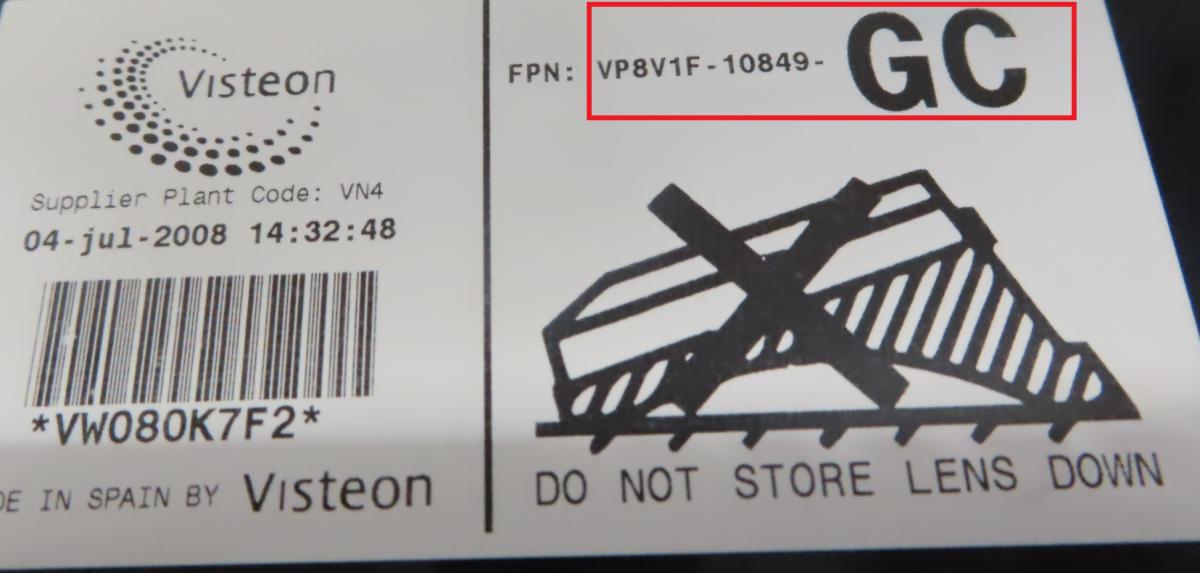 Visteon
Supplier Plant Code: VN4
04-jul-2008 14:32:48
*VW080K7F2*
DE IN SPAIN BY Visteon
FPN: VP8V1F-10849-GC
DO NOT STORE LENS DOWN